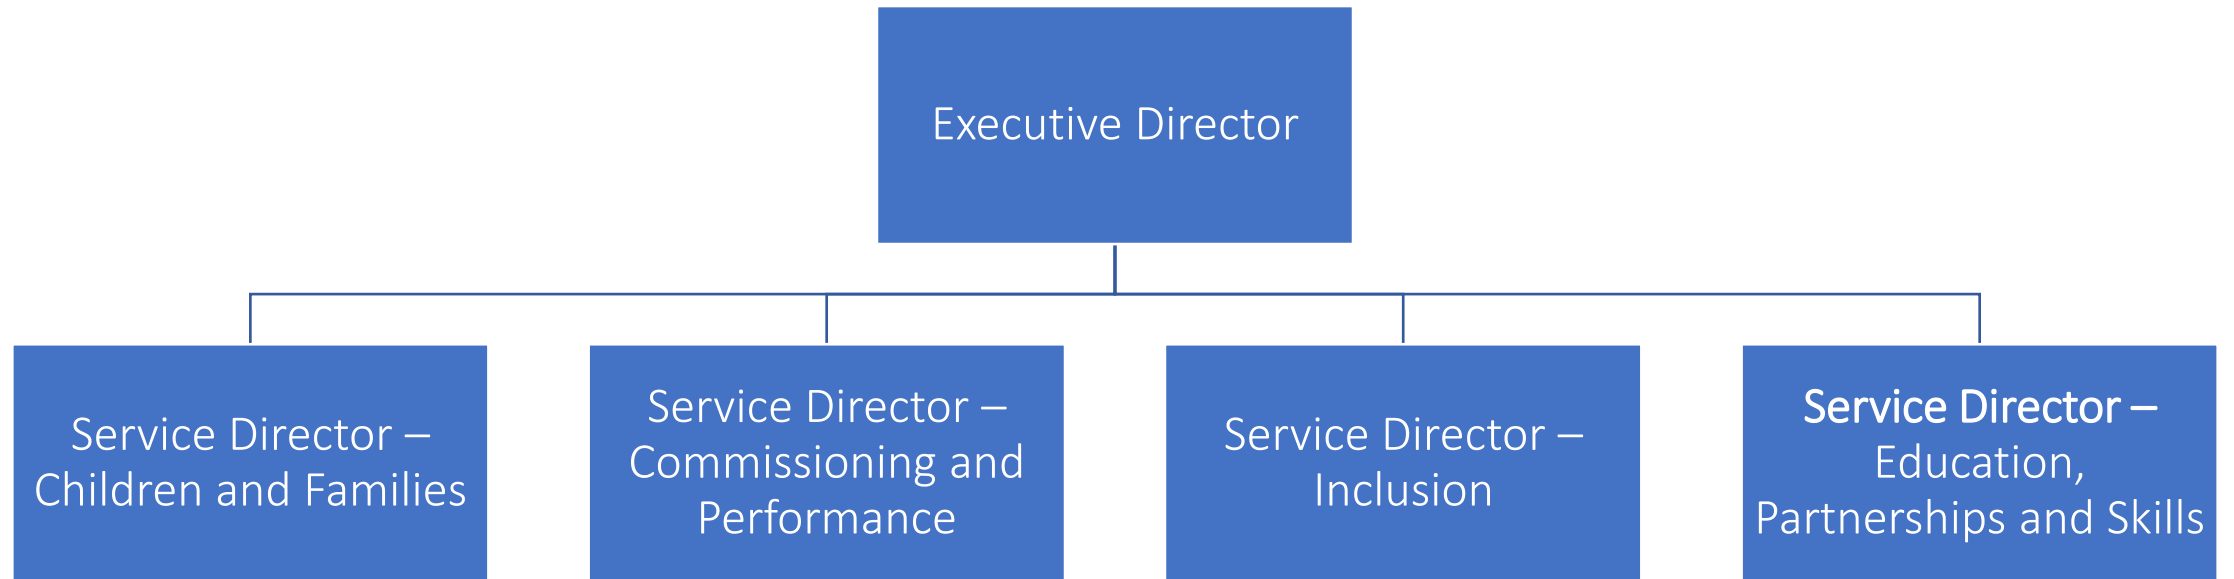 Executive Director
Service Director –
Children and Families
Service Director –
Commissioning and
Performance
Service Director –
Inclusion
Service Director –
Education,
Partnerships and Skills